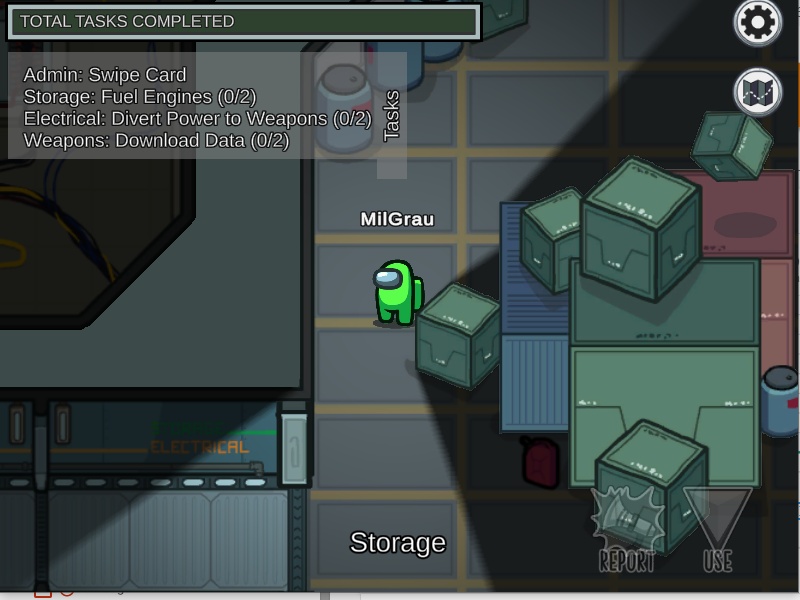 TOTAL TASKS COMPLETED
Admin: Swipe Card
Storage: Fuel Engines (0/2)
Electrical: Divert Power to Weapons (0/2)
Weapons: Download Data (0/2)
Tasks
MilGrau
ELECTRICAL
Storage
REPORT
USE